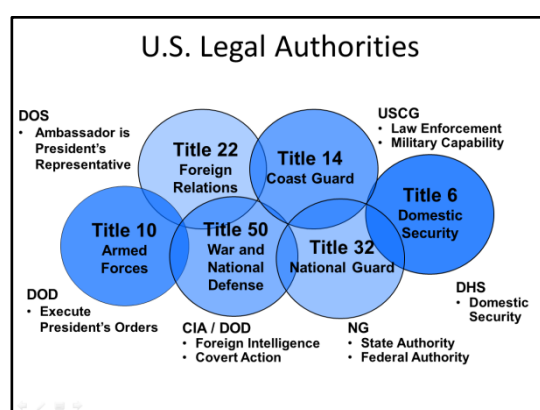 U.S. Legal Authorities
DOS
• Ambassador is
President's
Representative
Title 22
Foreign
Relations
Title 14
Coast Guard
USCG
• Law Enforcement
• Military Capability
Title 10
Armed
Forces
Title 50
War and
National
Defense
Title 32
National Guard
Title 6
Domestic
Security
DOD
• Execute
President's Orders
CIA / DOD
• Foreign Intelligence
• Covert Action
NG
• State Authority
• Federal Authority
DHS
• Domestic
Security